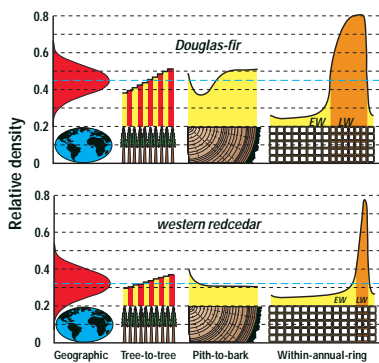 Relative density
0.8
Douglas-fir
0.6
0.4
0.2
EW LW
0.0
0.8
western redcedar
0.6
0.4
0.2
EW LW
0.0
Geographic Tree-to-tree Pith-to-bark Within-annual-ring